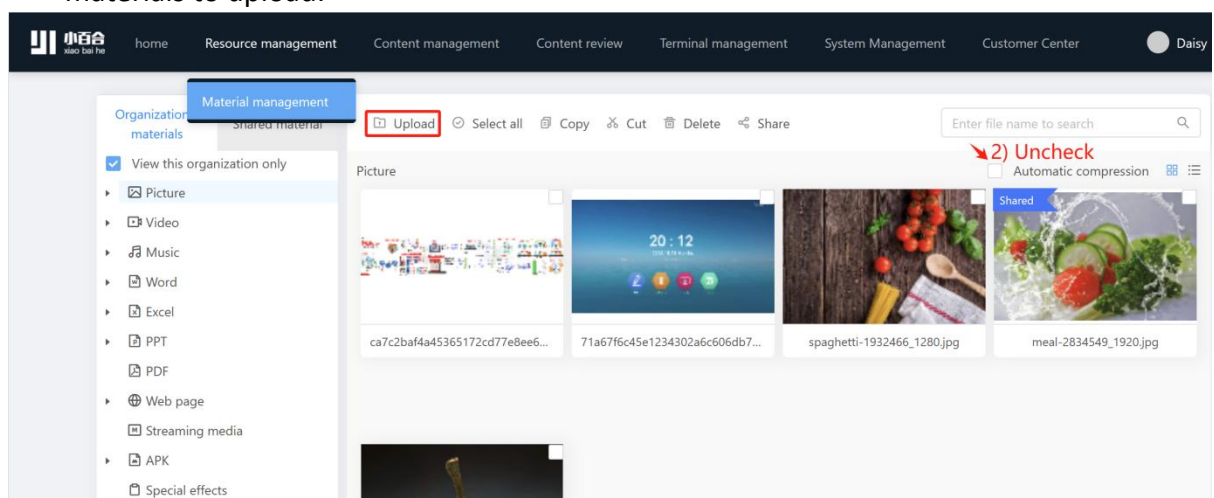 materials to upload.
小百合
xiao bai he
home Resource management Content management Content review Terminal management System Management Customer Center Daisy
Material management
Organization
materials
Shared material
Upload Select all Copy Cut Delete Share
Enter file name to search
2) Uncheck
View this organization only
Picture
Automatic compression
Picture
Video
Music
Word
Excel
PPT
PDF
Web page
Streaming media
APK
Special effects
20 : 12
Shared
ca7c2baf4a45365172cd77e8ee6...
71a67f6c45e1234302a6c606db7...
spaghetti-1932466_1280.jpg
meal-2834549_1920.jpg